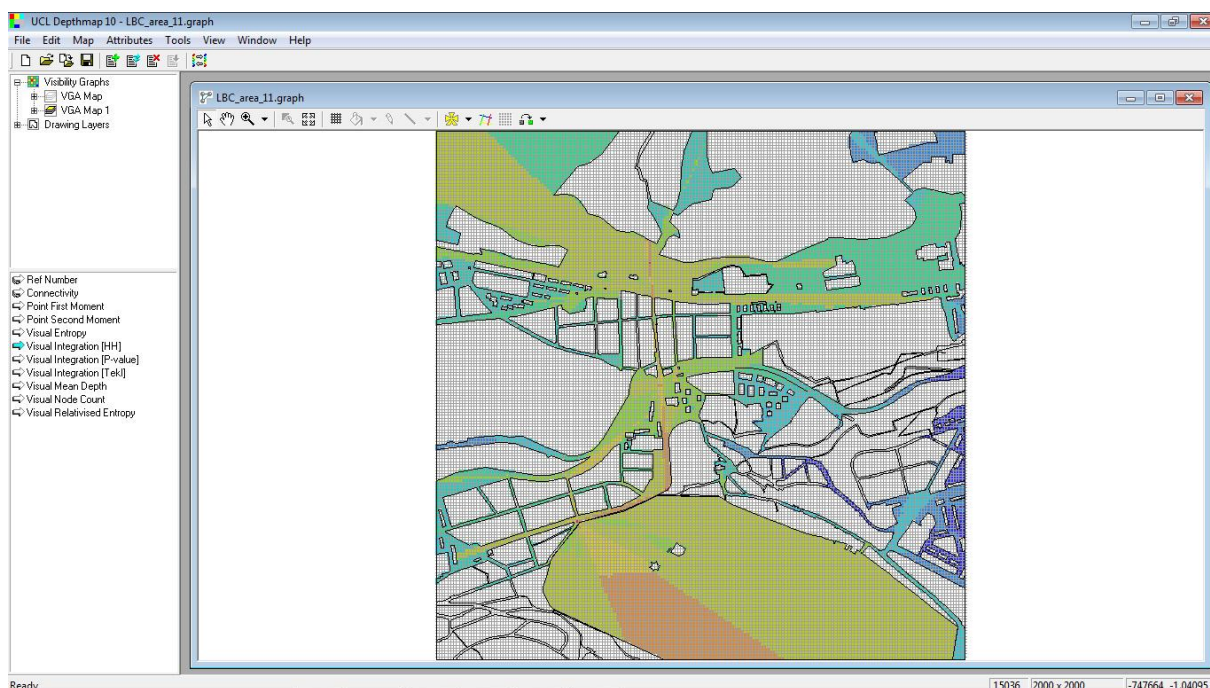 UCL Depthmap 10 - LBC_area_11.graph
File Edit Map Attributes Tools View Window Help
Visibility Graphs
VGA Map
VGA Map 1
Drawing Layers
LBC_area_11.graph
Ref Number
Connectivity
Point First Moment
Point Second Moment
Visual Entropy
Visual Integration [HH]
Visual Integration [P-value]
Visual Integration [Tekl]
Visual Mean Depth
Visual Node Count
Visual Relativised Entropy
Ready
15036 2000 x 2000 -747664, -1.04095